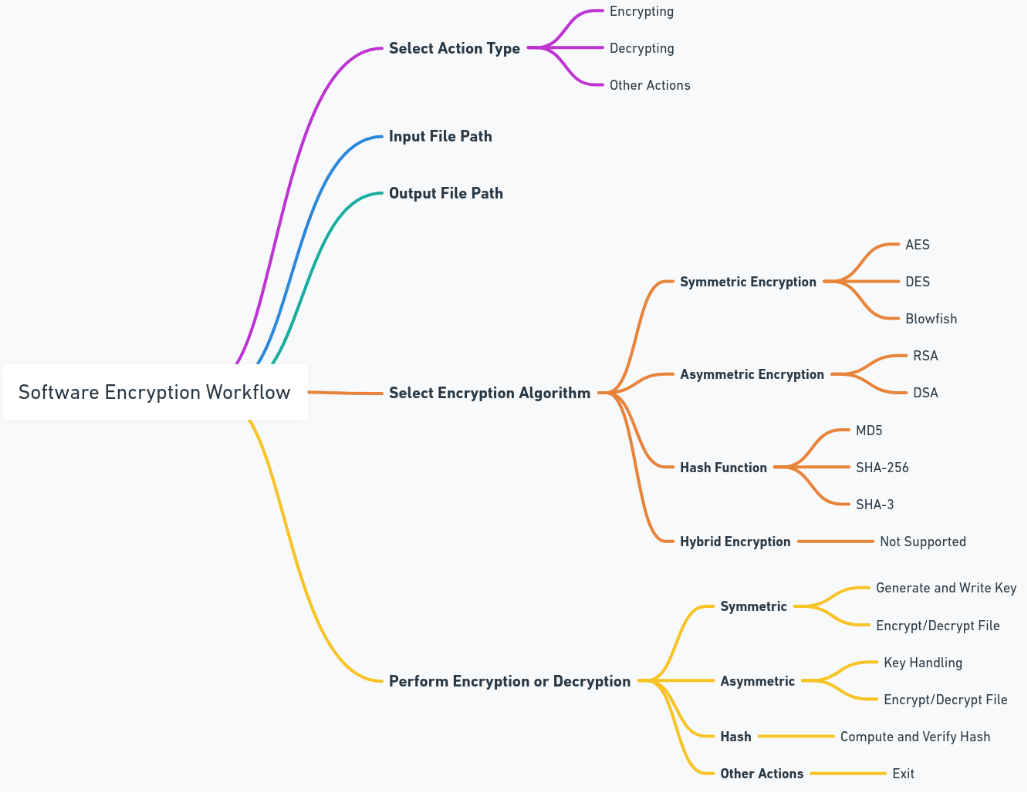 Software Encryption Workflow
Select Action Type
Encrypting
Decrypting
Other Actions
Input File Path
Output File Path
Select Encryption Algorithm
Symmetric Encryption
AES
DES
Blowfish
Asymmetric Encryption
RSA
DSA
Hash Function
MD5
SHA-256
SHA-3
Hybrid Encryption
Not Supported
Perform Encryption or Decryption
Symmetric
Generate and Write Key
Encrypt/Decrypt File
Asymmetric
Key Handling
Encrypt/Decrypt File
Hash
Compute and Verify Hash
Other Actions
Exit